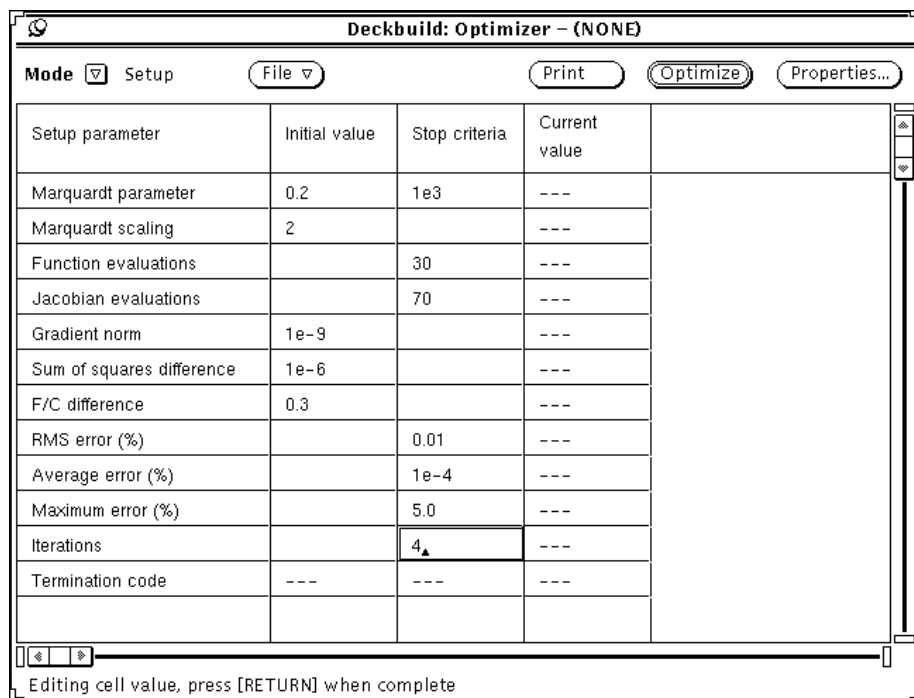 Deckbuild: Optimizer – (NONE)
Mode Setup File Print Optimize Properties...
Setup parameter Initial value Stop criteria Current value
Marquardt parameter 0.2 1e3 ---
Marquardt scaling 2 ---
Function evaluations 30 ---
Jacobian evaluations 70 ---
Gradient norm 1e-9 ---
Sum of squares difference 1e-6 ---
F/C difference 0.3 ---
RMS error (%) 0.01 ---
Average error (%) 1e-4 ---
Maximum error (%) 5.0 ---
Iterations 4 ---
Termination code --- --- ---
Editing cell value, press [RETURN] when complete